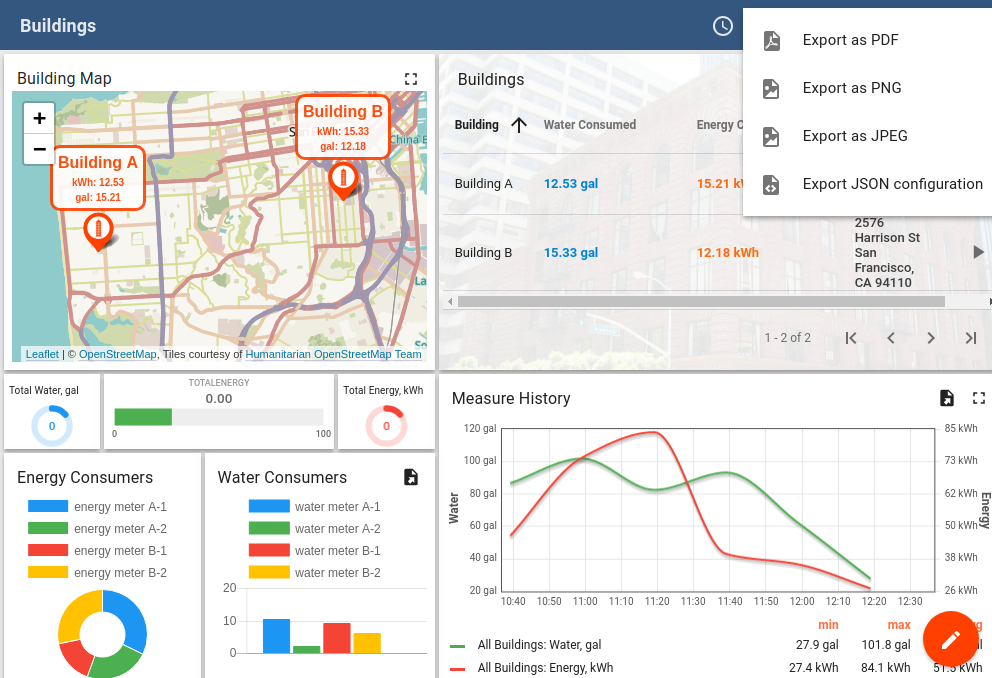 Buildings
Export as PDF
Export as PNG
Export as JPEG
Export JSON configuration
Building Map
+
−
Building A
kWh: 12.53
gal: 15.21
Building B
kWh: 15.33
gal: 12.18
China B
Leaflet | © OpenStreetMap, Tiles courtesy of Humanitarian OpenStreetMap Team
Buildings
Building Water Consumed Energy C
Building A 12.53 gal 15.21 kW
Building B 15.33 gal 12.18 kWh
2576
Harrison St
San
Francisco,
CA 94110
1 - 2 of 2
Total Water, gal
0
TOTALENERGY
0.00
0 100
Total Energy, kWh
0
Energy Consumers
energy meter A-1
energy meter A-2
energy meter B-1
energy meter B-2
Water Consumers
water meter A-1
water meter A-2
water meter B-1
water meter B-2
20
10
0
Measure History
120 gal 85 kWh
100 gal 73 kWh
80 gal 62 kWh
60 gal 50 kWh
40 gal 38 kWh
20 gal 26 kWh
Water
Energy
10:40 10:50 11:00 11:10 11:20 11:30 11:40 11:50 12:00 12:10 12:20 12:30
min max
All Buildings: Water, gal 27.9 gal 101.8 gal
All Buildings: Energy, kWh 27.4 kWh 84.1 kWh 51.5 kWh